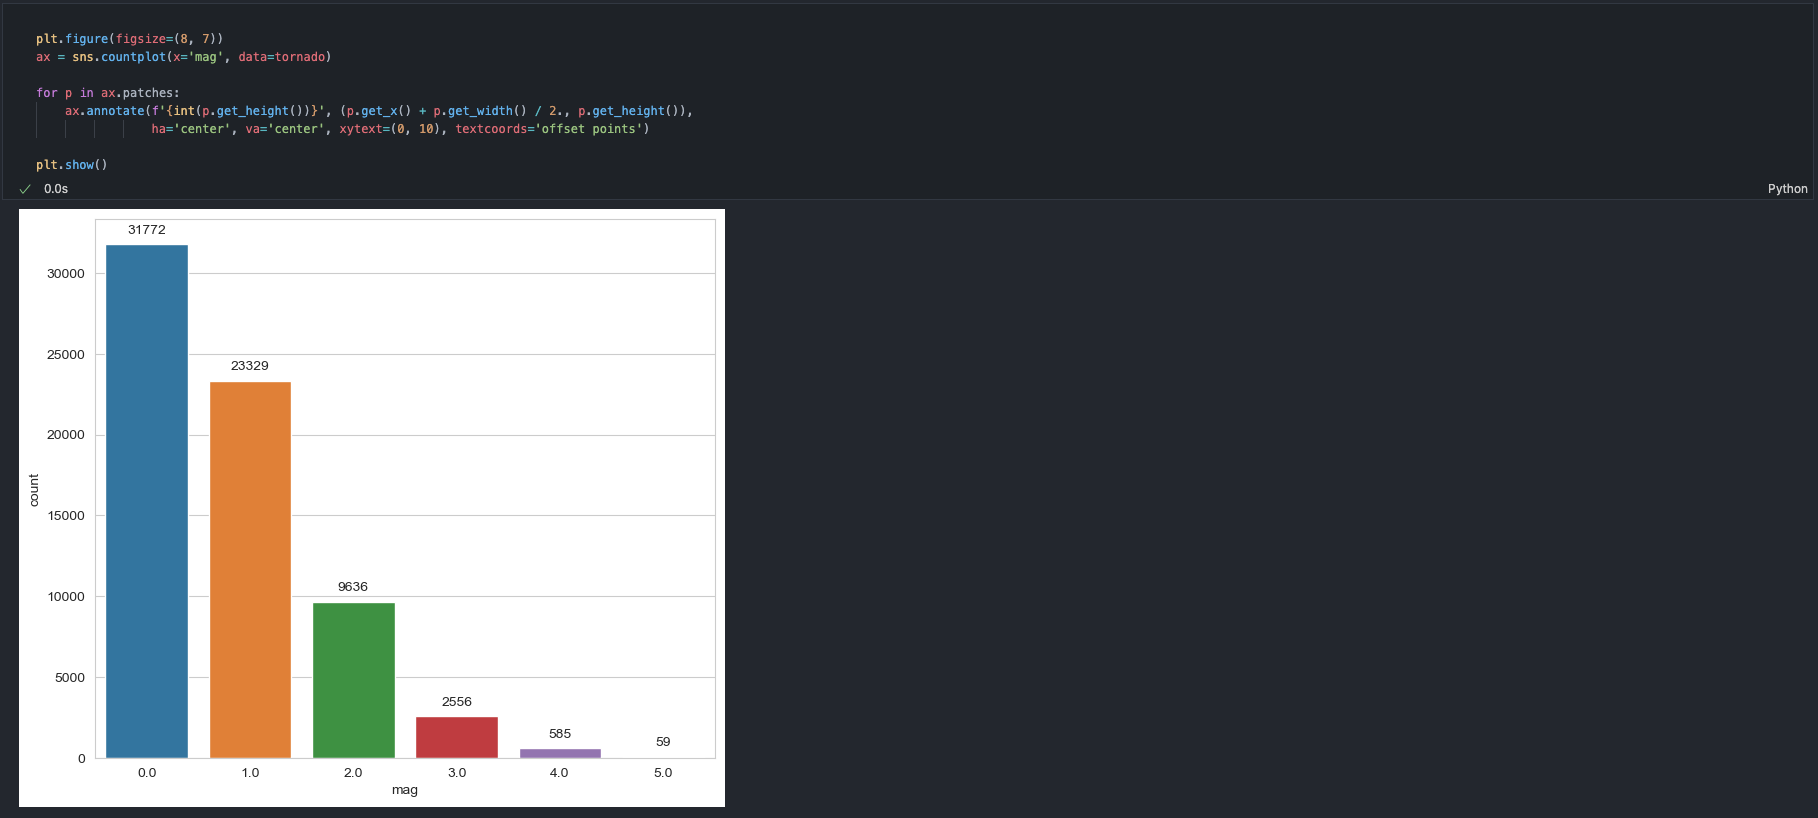 plt.figure(figsize=(8, 7))
ax = sns.countplot(x='mag', data=tornado)
for p in ax.patches:
    ax.annotate(f'{int(p.get_height())}', (p.get_x() + p.get_width() / 2., p.get_height()),
                ha='center', va='center', xytext=(0, 10), textcoords='offset points')
plt.show()
0.0s
Python
31772
30000
25000
23329
20000
count
15000
9636
10000
5000
2556
585
59
0
0.0 1.0 2.0 3.0 4.0 5.0
mag